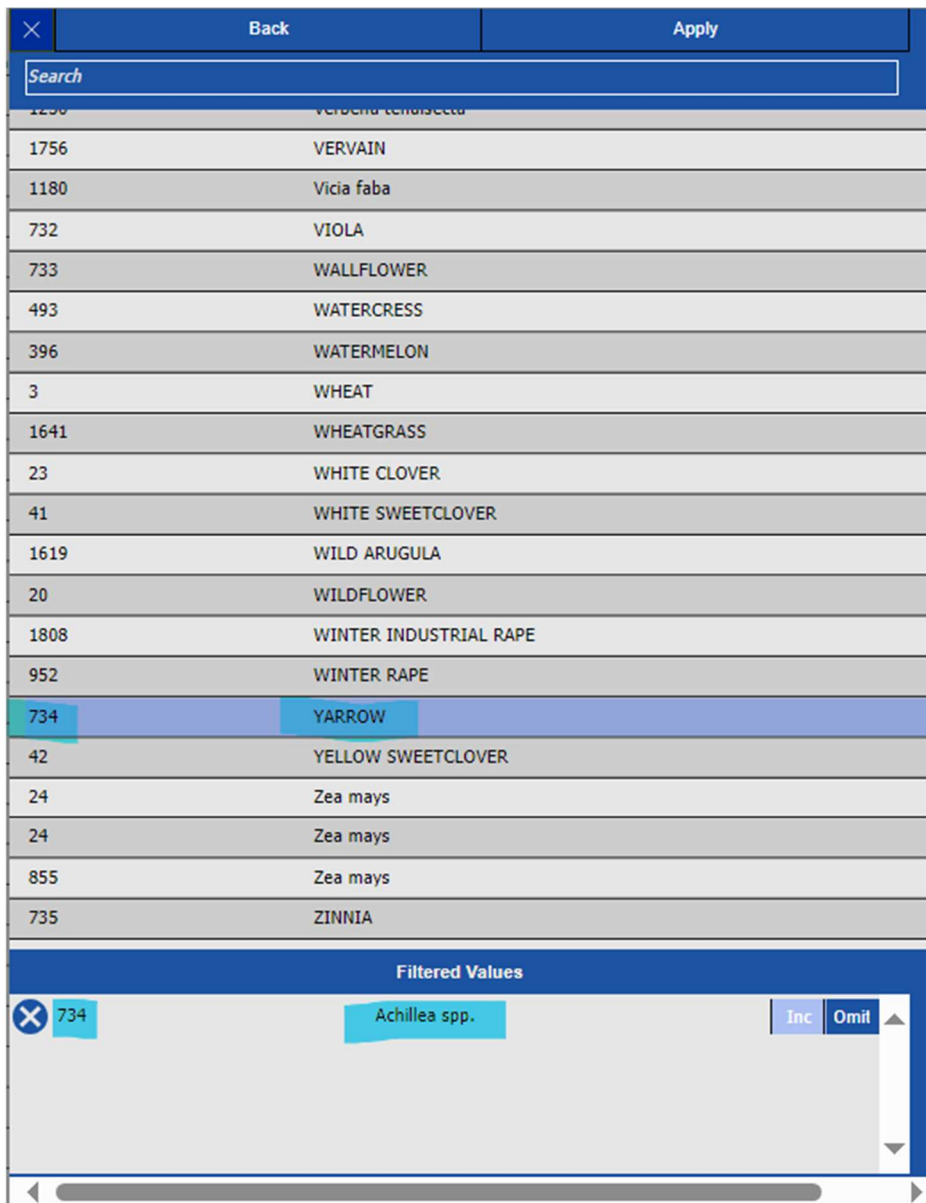 Back Apply
Search
1756 VERVAIN
1180 Vicia faba
732 VIOLA
733 WALLFLOWER
493 WATERCRESS
396 WATERMELON
3 WHEAT
1641 WHEATGRASS
23 WHITE CLOVER
41 WHITE SWEETCLOVER
1619 WILD ARUGULA
20 WILDFLOWER
1808 WINTER INDUSTRIAL RAPE
952 WINTER RAPE
734 YARROW
42 YELLOW SWEETCLOVER
24 Zea mays
24 Zea mays
855 Zea mays
735 ZINNIA
Filtered Values
734 Achillea spp. Inc Omit